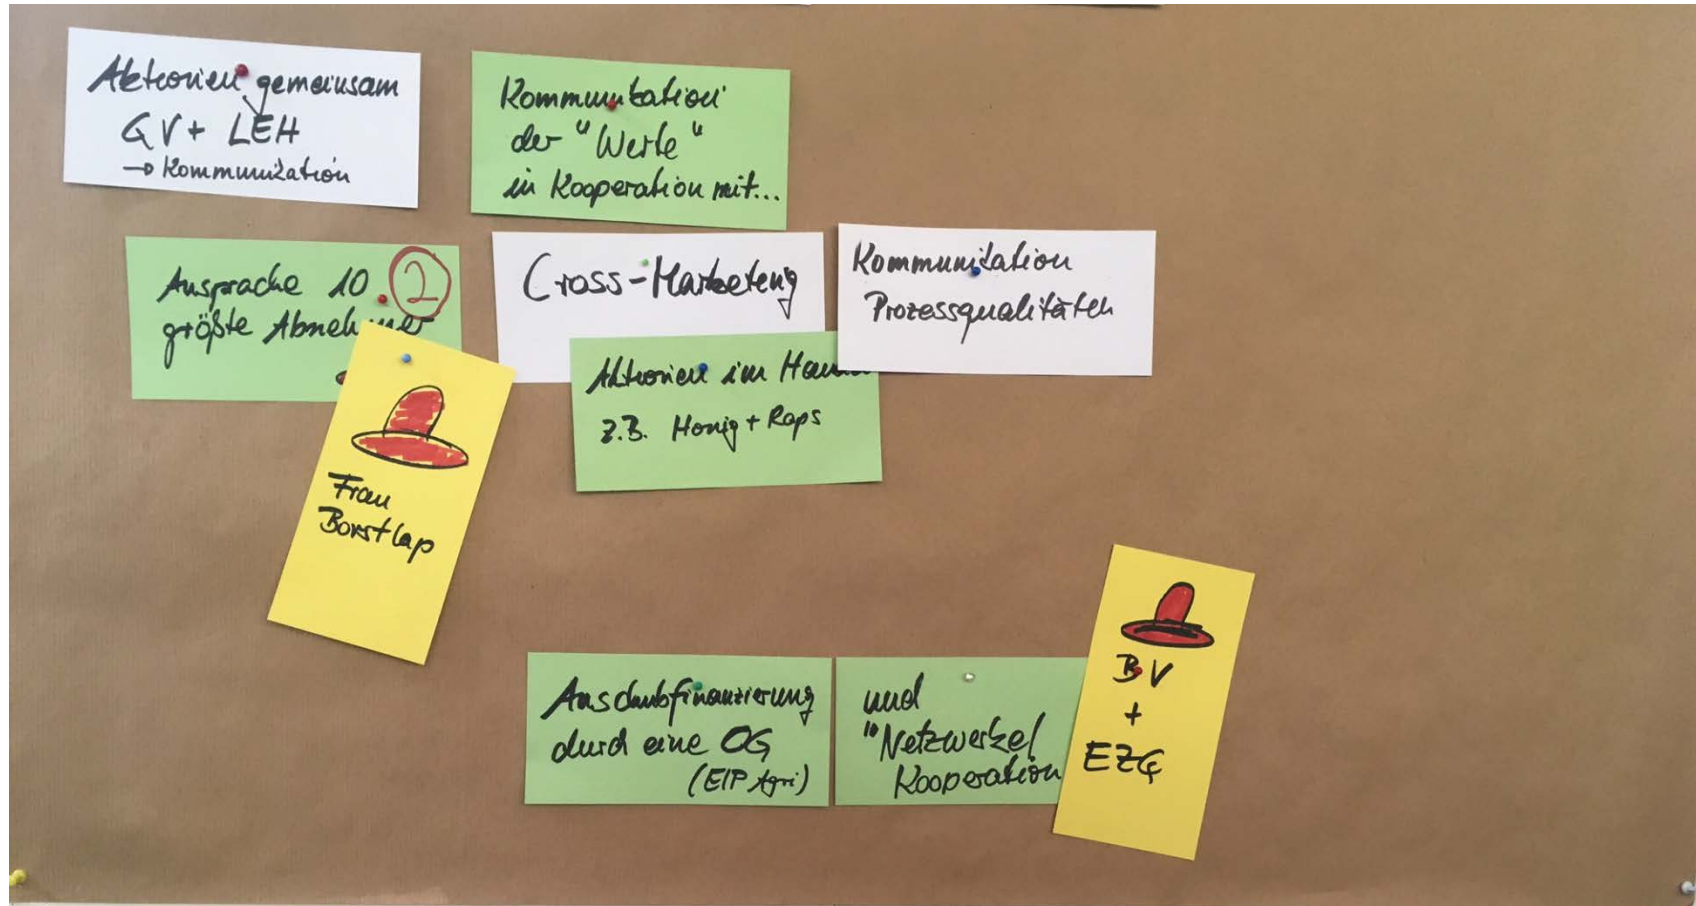 Aktionen gemeinsam
GV + LEH
→ Kommunikation
Kommunikation
der "Werte"
in Kooperation mit...
Ansprache 10
größte Abnehmer
2
Cross-Marketing
Kommunikation
Prozessqualitäten
Aktionen im
z.B. Honig + Raps
Frau
Borstlap
Anschubfinanzierung
durch eine OG
(EIP Agri)
und
"Netzwerke/
Kooperation
BV
+
EZG